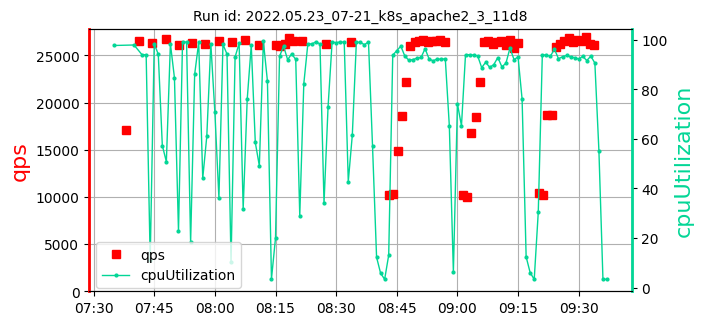 Run id: 2022.05.23_07-21_k8s_apache2_3_11d8
25000
20000
15000
10000
5000
0
qps
100
80
60
40
20
0
cpuUtilization
qps
cpuUtilization
07:30 07:45 08:00 08:15 08:30 08:45 09:00 09:15 09:30